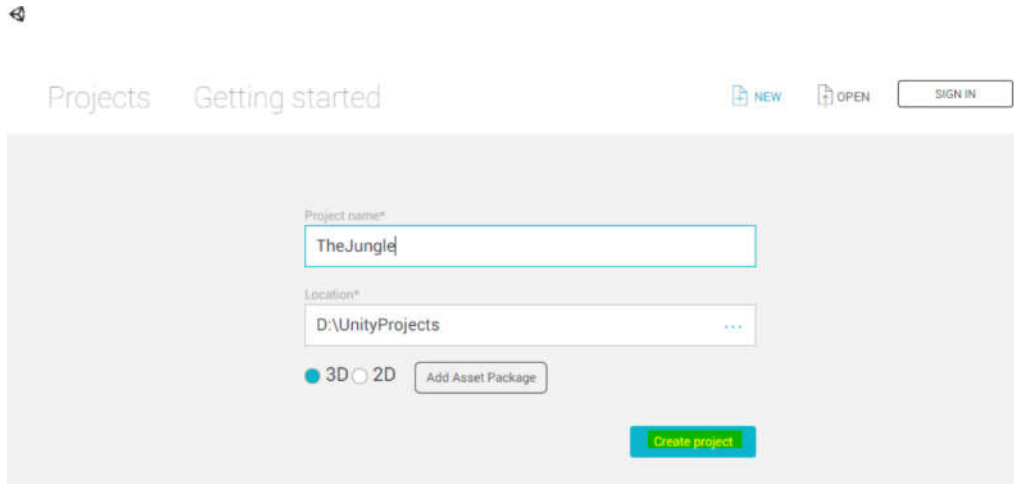 Projects Getting started NEW OPEN SIGN IN
Project name*
TheJungle
Location*
D:\UnityProjects ...
3D 2D Add Asset Package
Create project